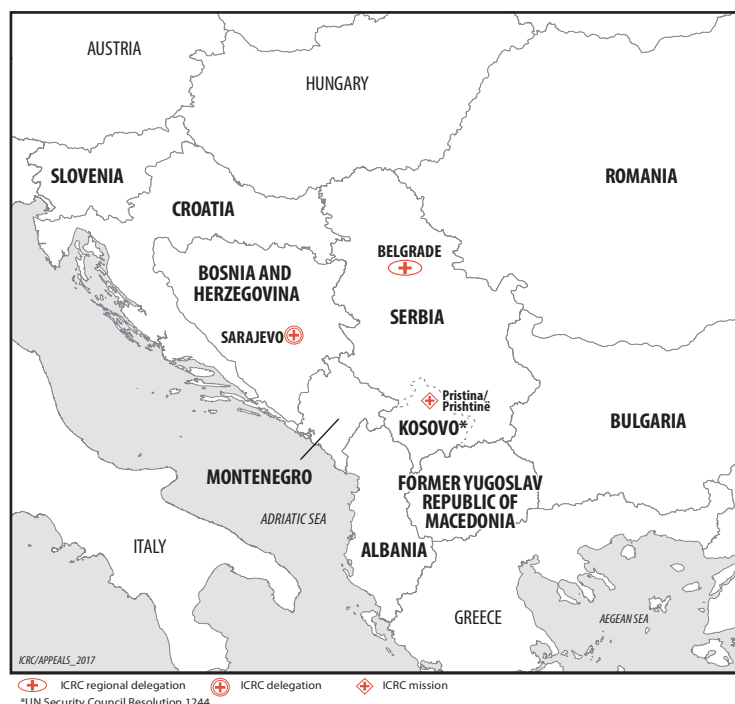 AUSTRIA
HUNGARY
SLOVENIA
ROMANIA
CROATIA
BELGRADE
BOSNIA AND
HERZEGOVINA
SERBIA
SARAJEVO
Pristina/
Prishtinë
KOSOVO*
BULGARIA
MONTENEGRO
FORMER YUGOSLAV
REPUBLIC OF
MACEDONIA
ADRIATIC SEA
ITALY
ALBANIA
GREECE
AEGEAN SEA
ICRC/APPEALS_2017
ICRC regional delegation ICRC delegation ICRC mission
*UN Security Council Resolution 1244